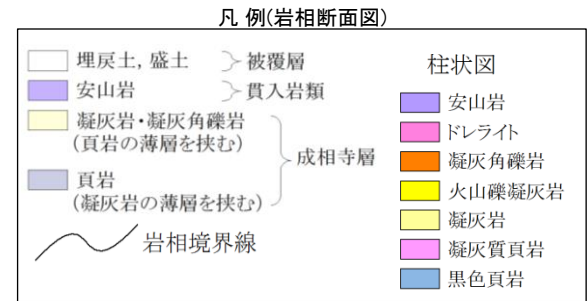 凡 例(岩相断面図)
埋戻土, 盛土 被覆層
安山岩 貫入岩類
凝灰岩・凝灰角礫岩
(頁岩の薄層を挟む)
成相寺層
頁岩
(凝灰岩の薄層を挟む)
岩相境界線
柱状図
安山岩
ドレライト
凝灰角礫岩
火山礫凝灰岩
凝灰岩
凝灰質頁岩
黒色頁岩